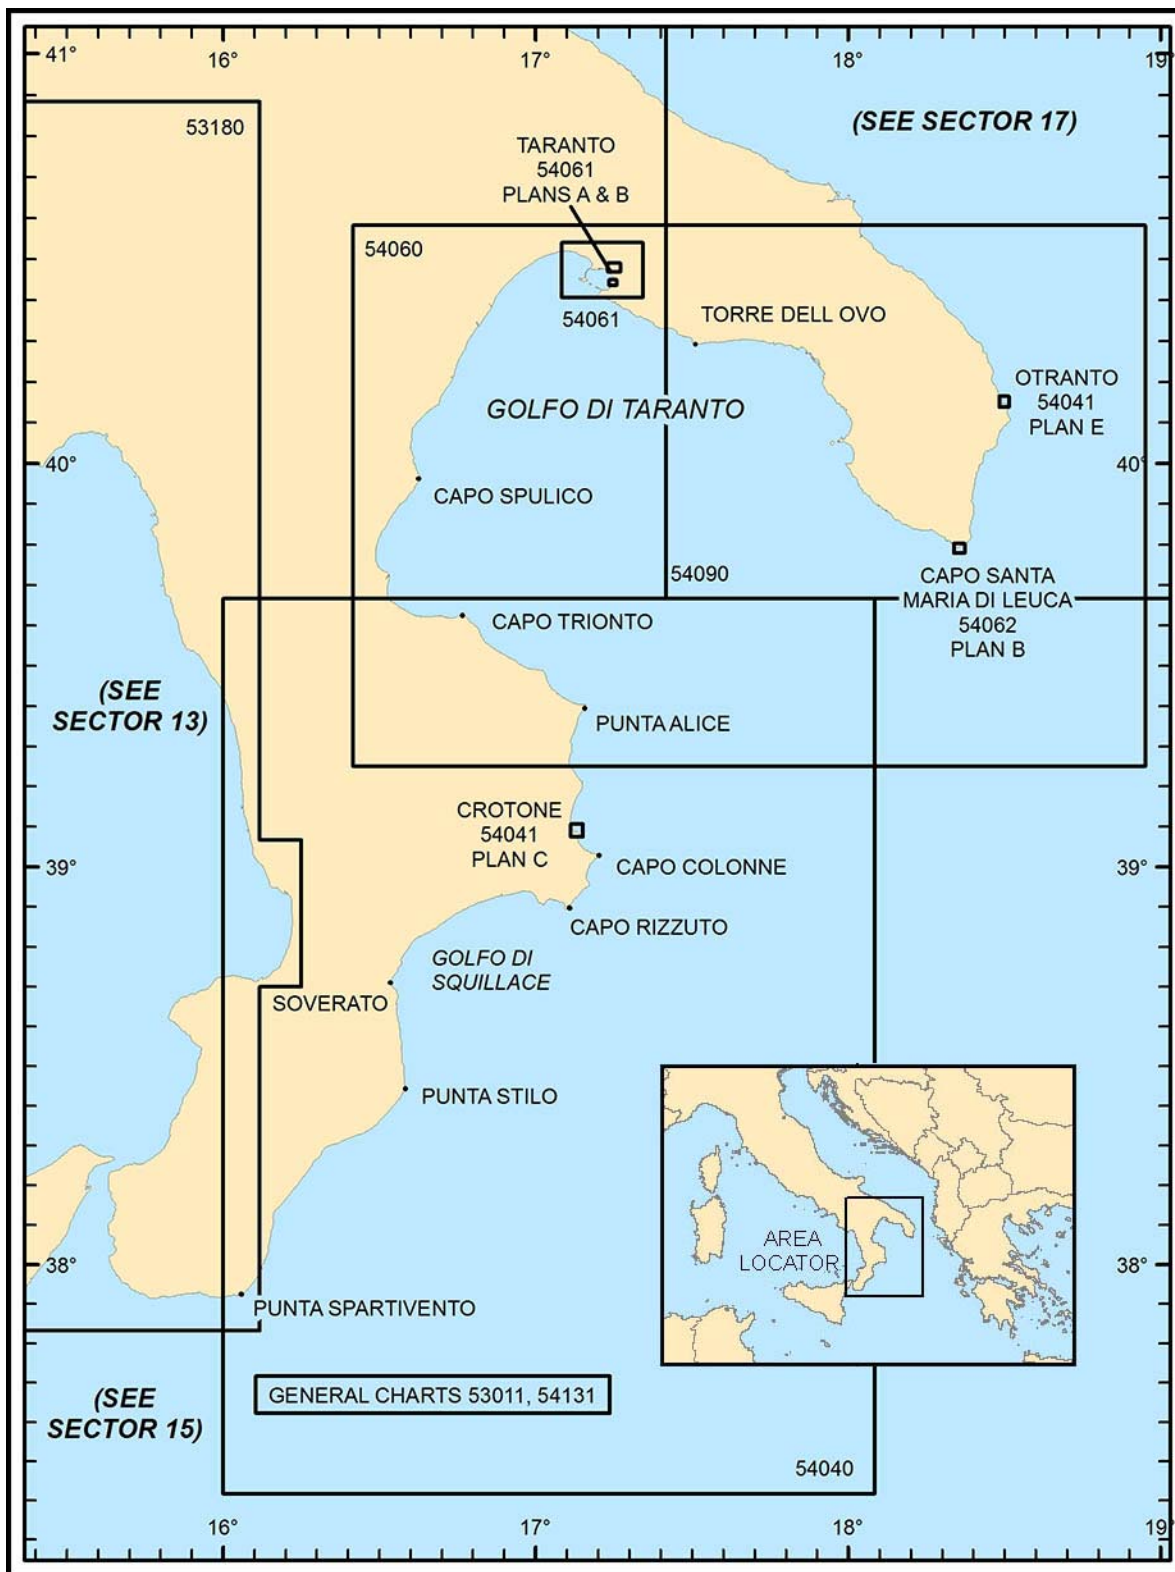 41°
16°
17°
18°
19°
53180
(SEE SECTOR 17)
TARANTO
54061
PLANS A & B
54060
54061
TORRE DELL OVO
OTRANTO
54041
PLAN E
GOLFO DI TARANTO
40°
40°
CAPO SPULICO
54090
CAPO SANTA
MARIA DI LEUCA
54062
PLAN B
CAPO TRIONTO
(SEE
SECTOR 13)
PUNTA ALICE
CROTONE
54041
PLAN C
39°
39°
CAPO COLONNE
CAPO RIZZUTO
GOLFO DI
SQUILLACE
SOVERATO
PUNTA STILO
AREA
LOCATOR
38°
38°
PUNTA SPARTIVENTO
(SEE
SECTOR 15)
GENERAL CHARTS 53011, 54131
54040
16°
17°
18°
19°